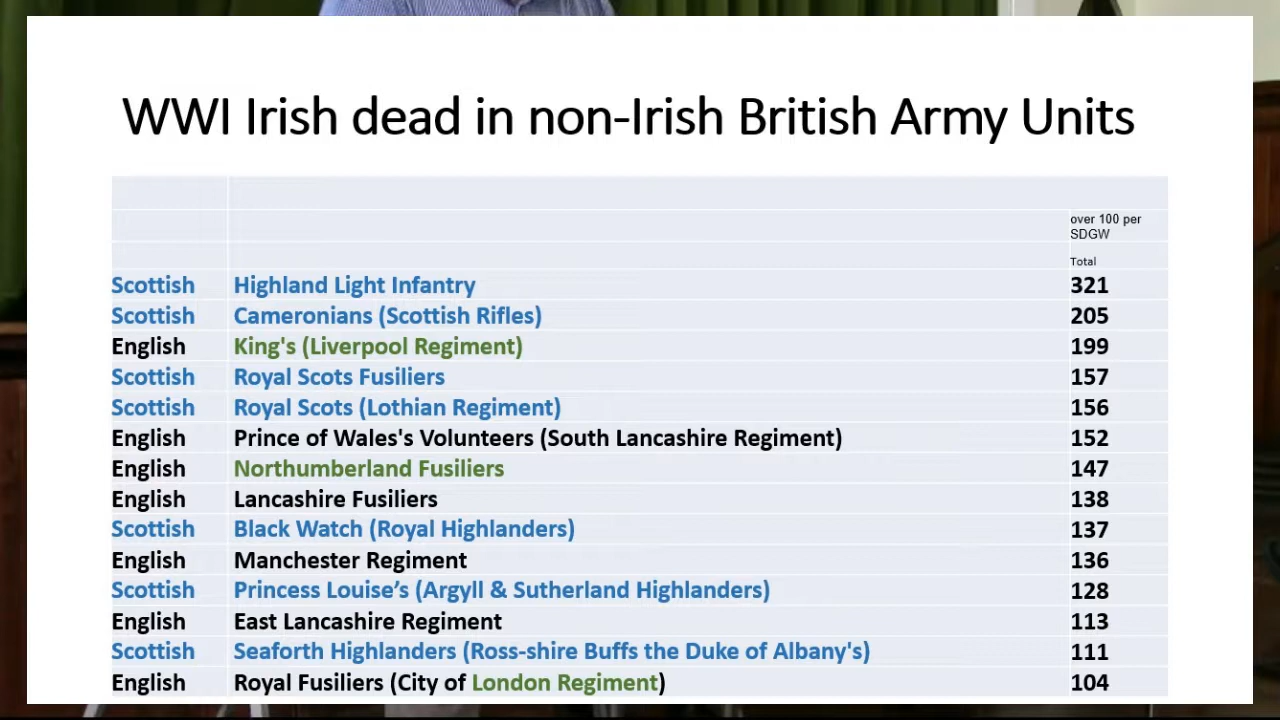 WWI Irish dead in non-Irish British Army Units
over 100 per
SDGW
Total
Scottish Highland Light Infantry 321
Scottish Cameronians (Scottish Rifles) 205
English King's (Liverpool Regiment) 199
Scottish Royal Scots Fusiliers 157
Scottish Royal Scots (Lothian Regiment) 156
English Prince of Wales's Volunteers (South Lancashire Regiment) 152
English Northumberland Fusiliers 147
English Lancashire Fusiliers 138
Scottish Black Watch (Royal Highlanders) 137
English Manchester Regiment 136
Scottish Princess Louise’s (Argyll & Sutherland Highlanders) 128
English East Lancashire Regiment 113
Scottish Seaforth Highlanders (Ross-shire Buffs the Duke of Albany's) 111
English Royal Fusiliers (City of London Regiment) 104